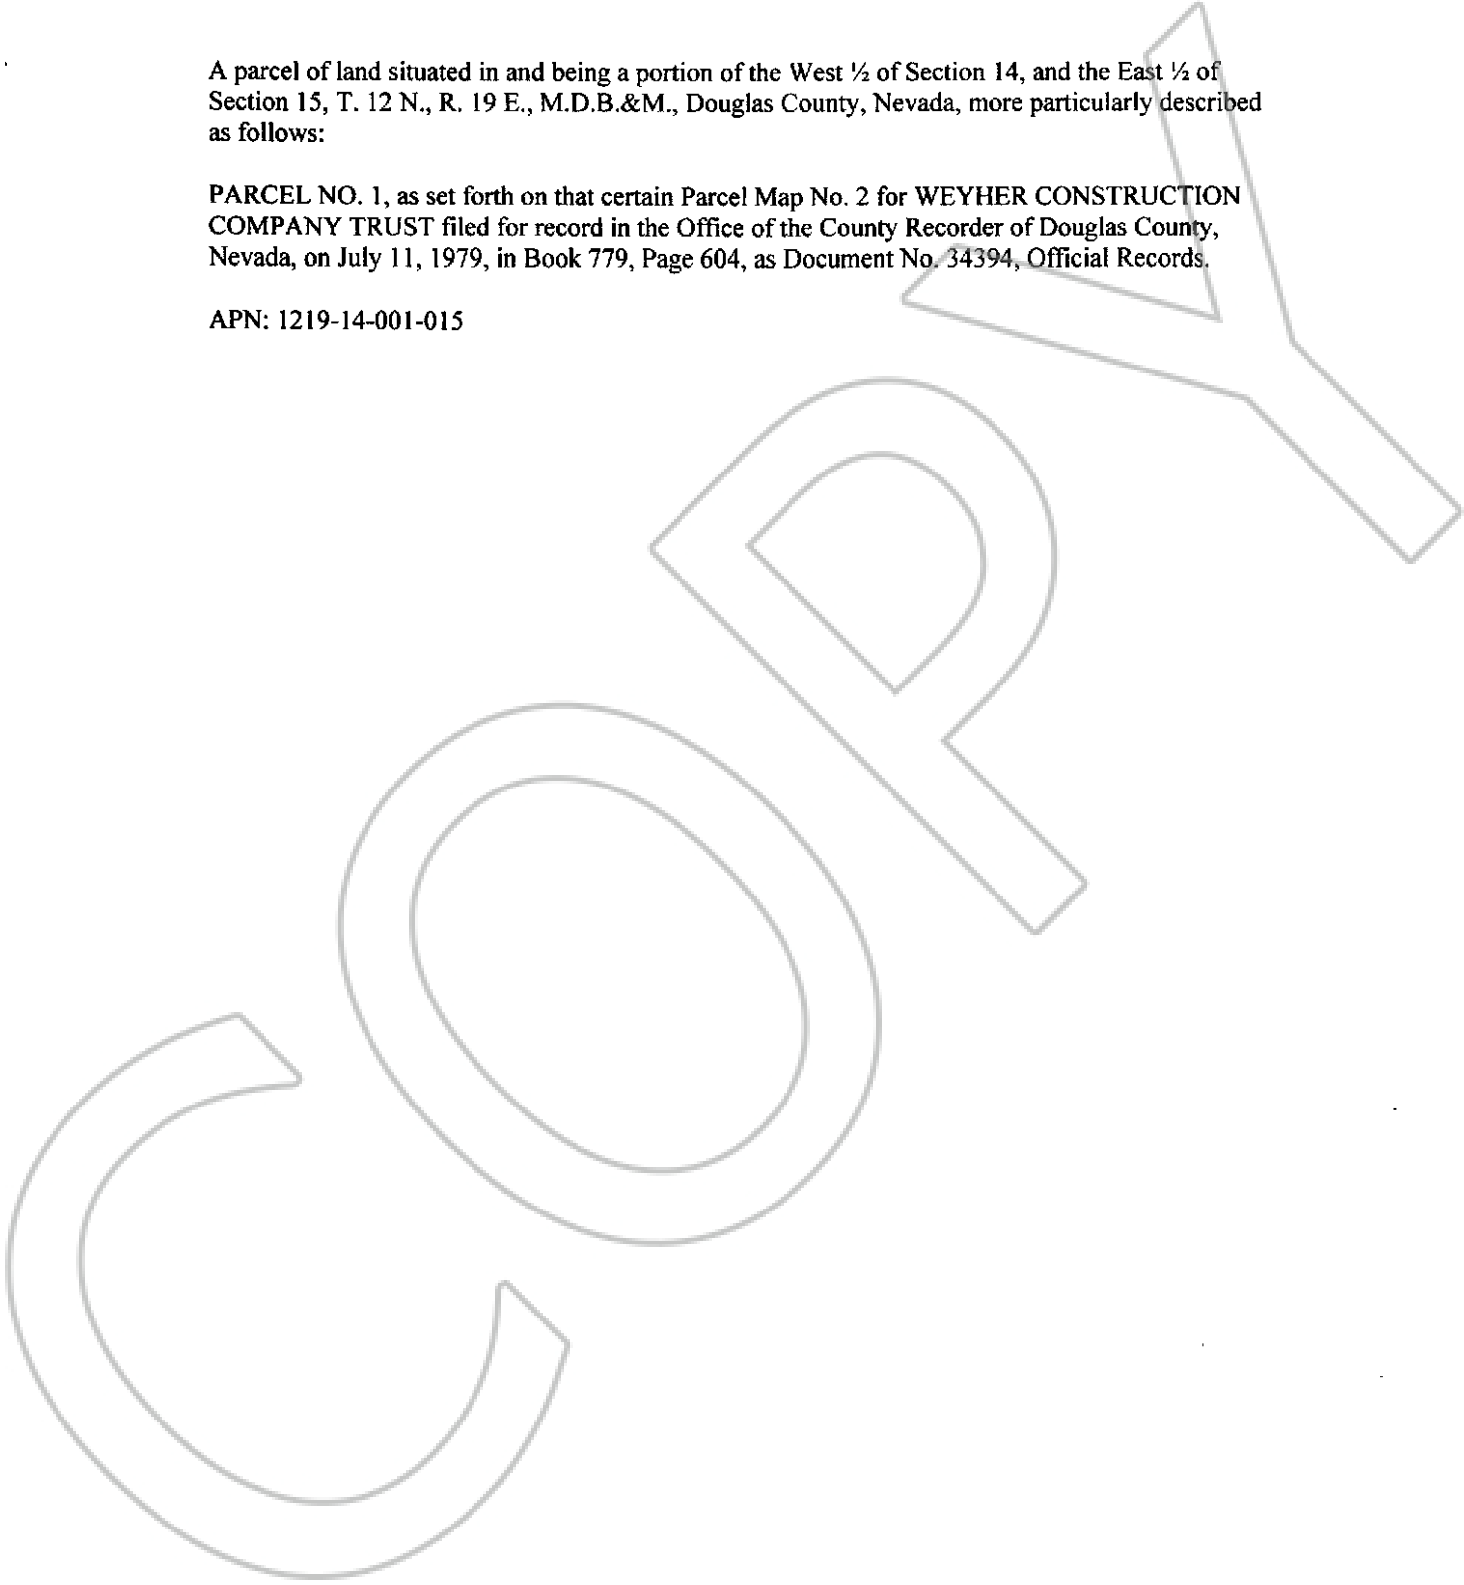 A parcel of land situated in and being a portion of the West ½ of Section 14, and the East ½ of
Section 15, T. 12 N., R. 19 E., M.D.B.&M., Douglas County, Nevada, more particularly described
as follows:
PARCEL NO. 1, as set forth on that certain Parcel Map No. 2 for WEYHER CONSTRUCTION
COMPANY TRUST filed for record in the Office of the County Recorder of Douglas County,
Nevada, on July 11, 1979, in Book 779, Page 604, as Document No. 34394, Official Records.
APN: 1219-14-001-015
COPY